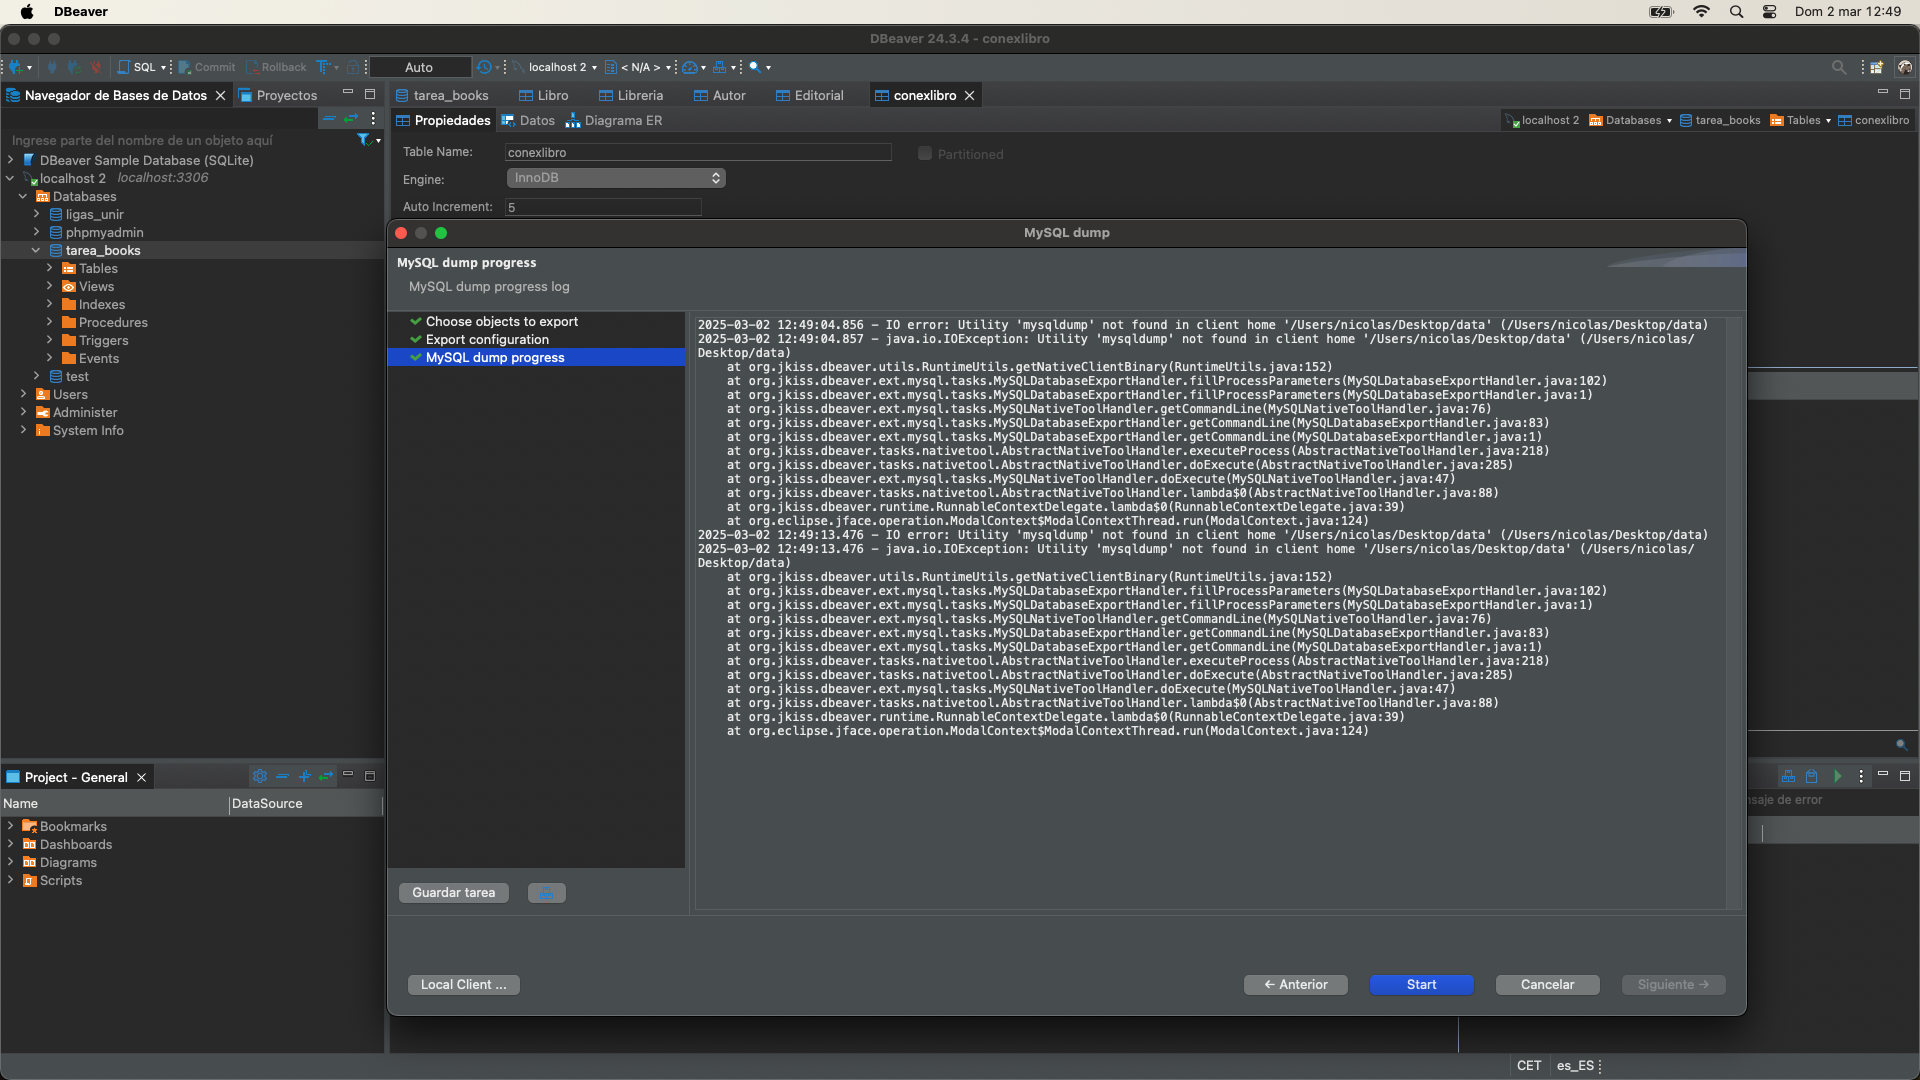 DBeaver
Dom 2 mar 12:49
DBeaver 24.3.4 - conexlibro
SQL
Commit
Rollback
Auto
localhost 2
< N/A >
Navegador de Bases de Datos
Proyectos
tarea_books
Libro
Libreria
Autor
Editorial
conexlibro
Ingrese parte del nombre de un objeto aquí
DBeaver Sample Database (SQLite)
localhost 2 localhost:3306
Databases
ligas_unir
phpmyadmin
tarea_books
Tables
Views
Indexes
Procedures
Triggers
Events
test
Users
Administer
System Info
Propiedades
Datos
Diagrama ER
localhost 2
Databases
tarea_books
Tables
conexlibro
Table Name:
conexlibro
Partitioned
Engine:
InnoDB
Auto Increment:
5
MySQL dump
MySQL dump progress
MySQL dump progress log
Choose objects to export
Export configuration
MySQL dump progress
2025-03-02 12:49:04.856 - IO error: Utility 'mysqldump' not found in client home '/Users/nicolas/Desktop/data' (/Users/nicolas/Desktop/data)
2025-03-02 12:49:04.857 - java.io.IOException: Utility 'mysqldump' not found in client home '/Users/nicolas/Desktop/data' (/Users/nicolas/
Desktop/data)
at org.jkiss.dbeaver.utils.RuntimeUtils.getNativeClientBinary(RuntimeUtils.java:152)
at org.jkiss.dbeaver.ext.mysql.tasks.MySQLDatabaseExportHandler.fillProcessParameters(MySQLDatabaseExportHandler.java:102)
at org.jkiss.dbeaver.ext.mysql.tasks.MySQLDatabaseExportHandler.fillProcessParameters(MySQLDatabaseExportHandler.java:1)
at org.jkiss.dbeaver.ext.mysql.tasks.MySQLNativeToolHandler.getCommandLine(MySQLNativeToolHandler.java:76)
at org.jkiss.dbeaver.ext.mysql.tasks.MySQLDatabaseExportHandler.getCommandLine(MySQLDatabaseExportHandler.java:83)
at org.jkiss.dbeaver.ext.mysql.tasks.MySQLDatabaseExportHandler.getCommandLine(MySQLDatabaseExportHandler.java:1)
at org.jkiss.dbeaver.tasks.nativetool.AbstractNativeToolHandler.executeProcess(AbstractNativeToolHandler.java:218)
at org.jkiss.dbeaver.tasks.nativetool.AbstractNativeToolHandler.doExecute(AbstractNativeToolHandler.java:285)
at org.jkiss.dbeaver.ext.mysql.tasks.MySQLNativeToolHandler.doExecute(MySQLNativeToolHandler.java:47)
at org.jkiss.dbeaver.tasks.nativetool.AbstractNativeToolHandler.lambda$0(AbstractNativeToolHandler.java:88)
at org.jkiss.dbeaver.runtime.RunnableContextDelegate.lambda$0(RunnableContextDelegate.java:39)
at org.eclipse.jface.operation.ModalContext$ModalContextThread.run(ModalContext.java:124)
2025-03-02 12:49:13.476 - IO error: Utility 'mysqldump' not found in client home '/Users/nicolas/Desktop/data' (/Users/nicolas/Desktop/data)
2025-03-02 12:49:13.476 - java.io.IOException: Utility 'mysqldump' not found in client home '/Users/nicolas/Desktop/data' (/Users/nicolas/
Desktop/data)
at org.jkiss.dbeaver.utils.RuntimeUtils.getNativeClientBinary(RuntimeUtils.java:152)
at org.jkiss.dbeaver.ext.mysql.tasks.MySQLDatabaseExportHandler.fillProcessParameters(MySQLDatabaseExportHandler.java:102)
at org.jkiss.dbeaver.ext.mysql.tasks.MySQLDatabaseExportHandler.fillProcessParameters(MySQLDatabaseExportHandler.java:1)
at org.jkiss.dbeaver.ext.mysql.tasks.MySQLNativeToolHandler.getCommandLine(MySQLNativeToolHandler.java:76)
at org.jkiss.dbeaver.ext.mysql.tasks.MySQLDatabaseExportHandler.getCommandLine(MySQLDatabaseExportHandler.java:83)
at org.jkiss.dbeaver.ext.mysql.tasks.MySQLDatabaseExportHandler.getCommandLine(MySQLDatabaseExportHandler.java:1)
at org.jkiss.dbeaver.tasks.nativetool.AbstractNativeToolHandler.executeProcess(AbstractNativeToolHandler.java:218)
at org.jkiss.dbeaver.tasks.nativetool.AbstractNativeToolHandler.doExecute(AbstractNativeToolHandler.java:285)
at org.jkiss.dbeaver.ext.mysql.tasks.MySQLNativeToolHandler.doExecute(MySQLNativeToolHandler.java:47)
at org.jkiss.dbeaver.tasks.nativetool.AbstractNativeToolHandler.lambda$0(AbstractNativeToolHandler.java:88)
at org.jkiss.dbeaver.runtime.RunnableContextDelegate.lambda$0(RunnableContextDelegate.java:39)
at org.eclipse.jface.operation.ModalContext$ModalContextThread.run(ModalContext.java:124)
Guardar tarea
Local Client ...
← Anterior
Start
Cancelar
Siguiente →
Project - General
Name
DataSource
Bookmarks
Dashboards
Diagrams
Scripts
nsaje de error
CET
es_ES